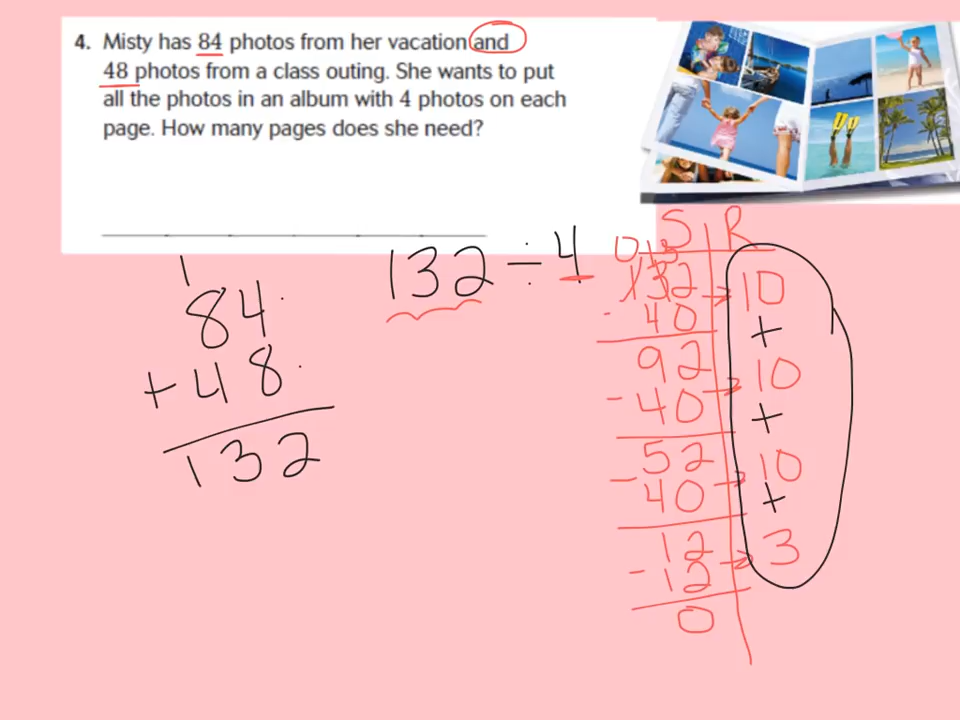 4. Misty has 84 photos from her vacation and
48 photos from a class outing. She wants to put
all the photos in an album with 4 photos on each
page. How many pages does she need?
1
84
+48
132
132 ÷ 4
S R
0 13
132 → 10
- 40 +
92
- 40 → 10
+
52
- 40 → 10
+
12
- 12 → 3
0